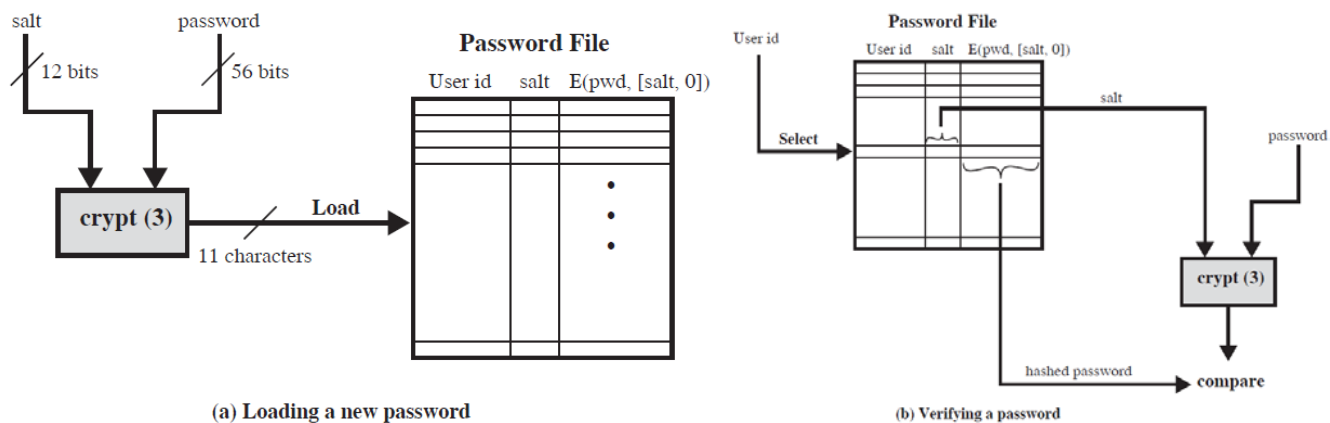 salt password
12 bits 56 bits
Password File
User id salt E(pwd, [salt, 0])
crypt (3)
Load
11 characters
(a) Loading a new password
Password File
User id
User id salt E(pwd, [salt, 0])
salt
Select
password
crypt (3)
hashed password
compare
(b) Verifying a password